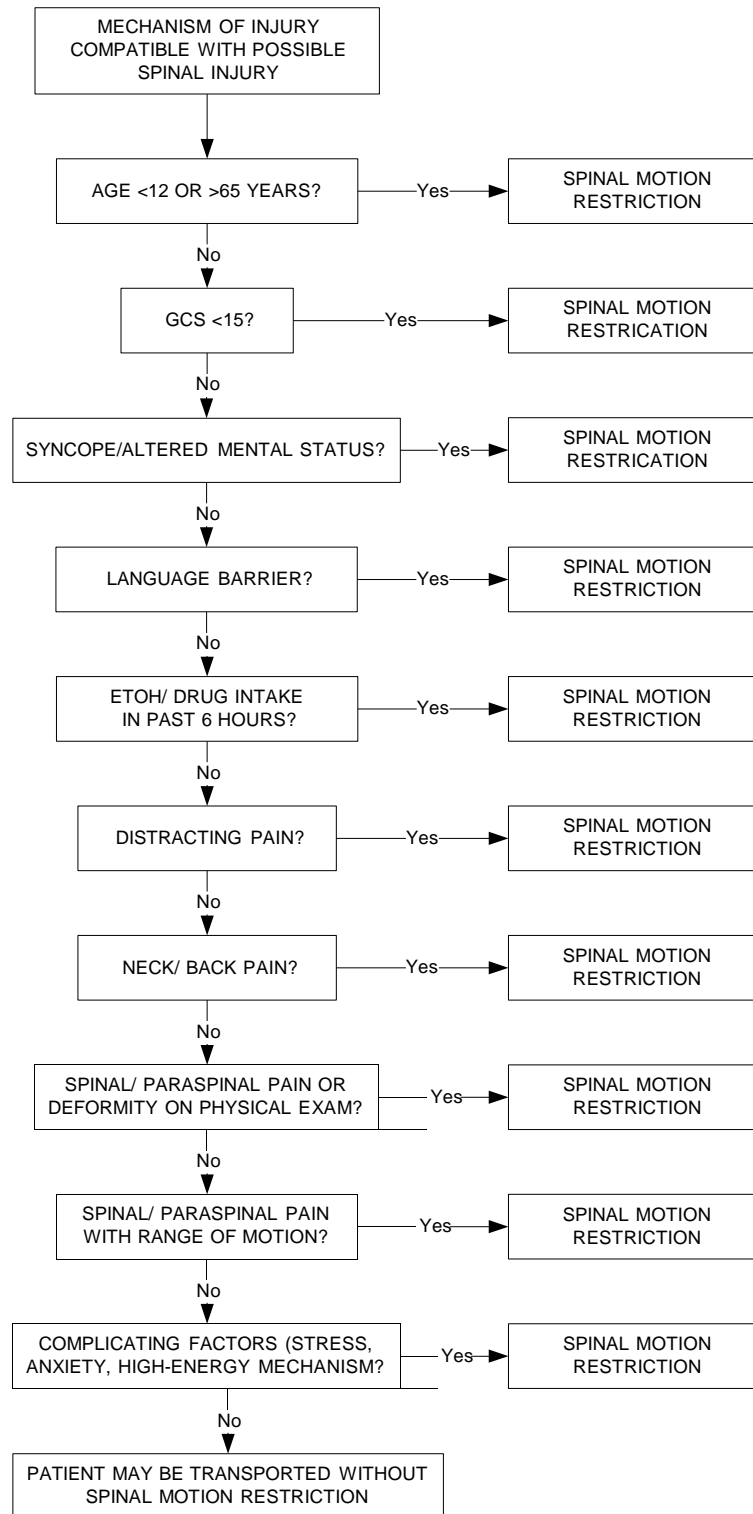 MECHANISM OF INJURY
COMPATIBLE WITH POSSIBLE
SPINAL INJURY
AGE <12 OR >65 YEARS?
Yes
SPINAL MOTION
RESTRICTION
No
GCS <15?
Yes
SPINAL MOTION
RESTRICATION
No
SYNCOPE/ALTERED MENTAL STATUS?
Yes
SPINAL MOTION
RESTRICATION
No
LANGUAGE BARRIER?
Yes
SPINAL MOTION
RESTRICTION
No
ETOH/ DRUG INTAKE
IN PAST 6 HOURS?
Yes
SPINAL MOTION
RESTRICTION
No
DISTRACTING PAIN?
Yes
SPINAL MOTION
RESTRICTION
No
NECK/ BACK PAIN?
Yes
SPINAL MOTION
RESTRICTION
No
SPINAL/ PARASPINAL PAIN OR
DEFORMITY ON PHYSICAL EXAM?
Yes
SPINAL MOTION
RESTRICTION
No
SPINAL/ PARASPINAL PAIN
WITH RANGE OF MOTION?
Yes
SPINAL MOTION
RESTRICTION
No
COMPLICATING FACTORS (STRESS,
ANXIETY, HIGH-ENERGY MECHANISM?
Yes
SPINAL MOTION
RESTRICTION
No
PATIENT MAY BE TRANSPORTED WITHOUT
SPINAL MOTION RESTRICTION